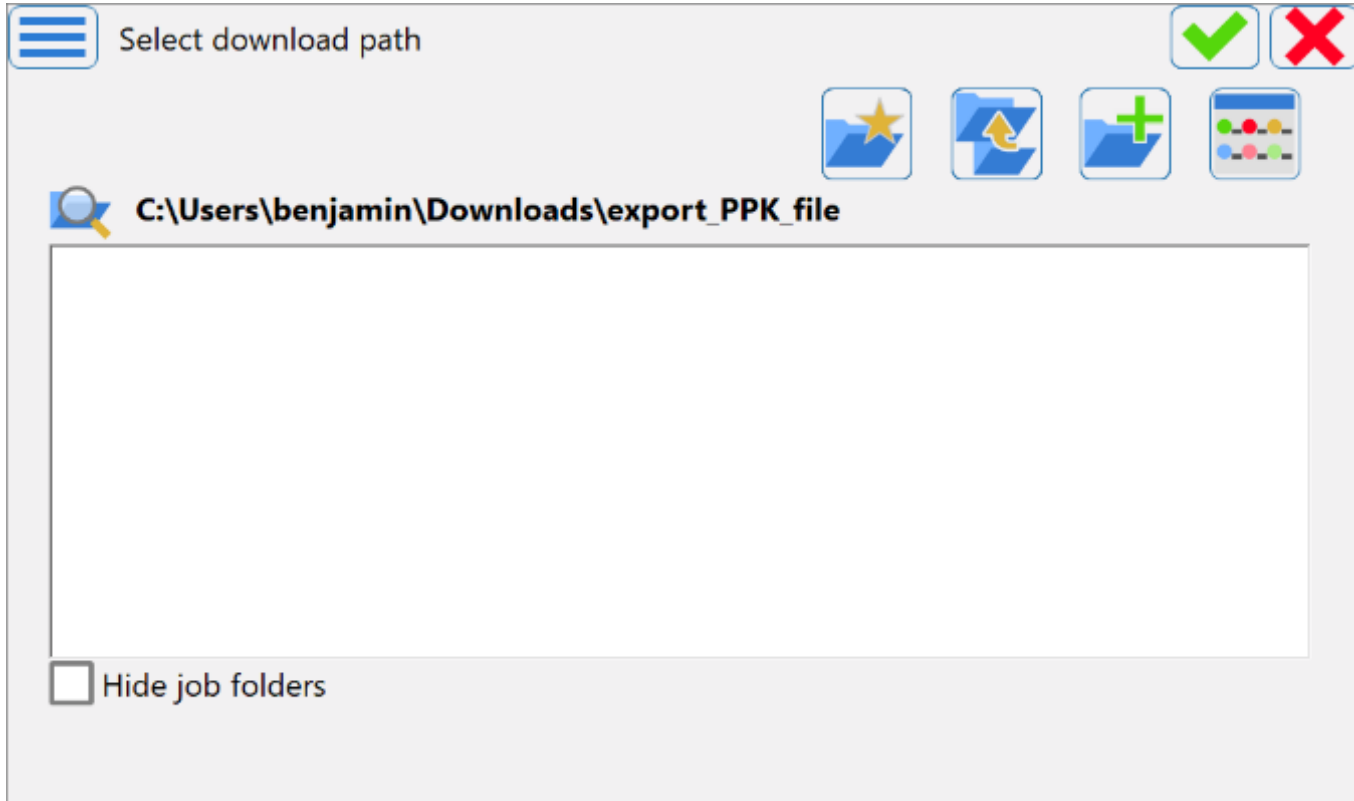 Select download path
C:\Users\benjamin\Downloads\export_PPK_file
Hide job folders